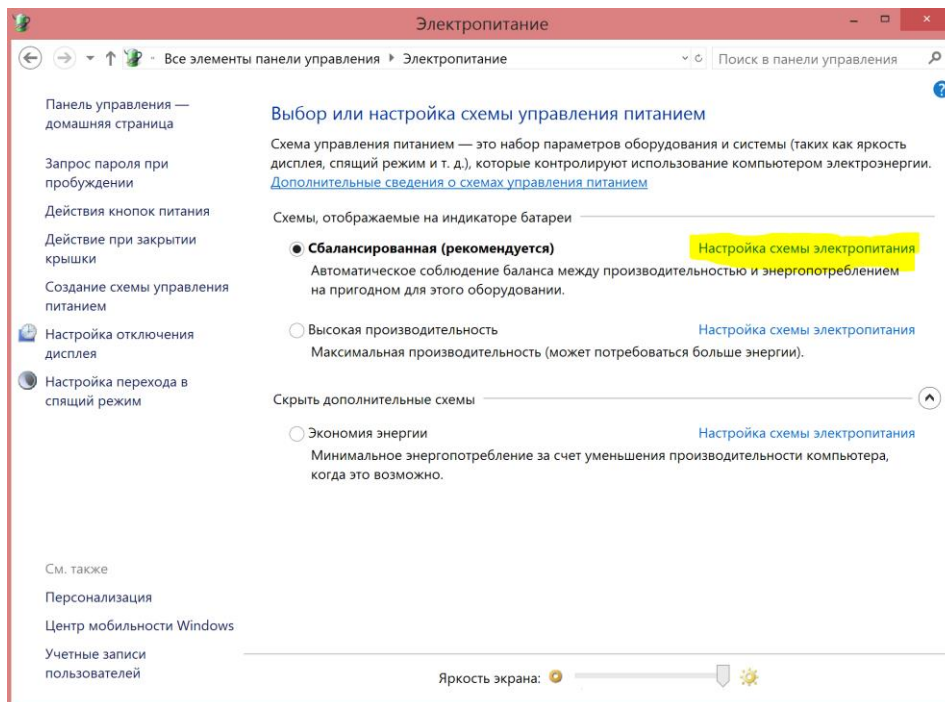 Электропитание
Все элементы панели управления
Электропитание
Поиск в панели управления
Панель управления —
домашняя страница
Запрос пароля при
пробуждении
Действия кнопок питания
Действие при закрытии
крышки
Создание схемы управления
питанием
Настройка отключения
дисплея
Настройка перехода в
спящий режим
См. также
Персонализация
Центр мобильности Windows
Учетные записи
пользователей
?
Выбор или настройка схемы управления питанием
Схема управления питанием — это набор параметров оборудования и системы (таких как яркость
дисплея, спящий режим и т. д.), которые контролируют использование компьютером электроэнергии.
Дополнительные сведения о схемах управления питанием
Схемы, отображаемые на индикаторе батареи
Сбалансированная (рекомендуется) Настройка схемы электропитания
Автоматическое соблюдение баланса между производительностью и энергопотреблением
на пригодном для этого оборудовании.
Высокая производительность Настройка схемы электропитания
Максимальная производительность (может потребоваться больше энергии).
Скрыть дополнительные схемы
Экономия энергии Настройка схемы электропитания
Минимальное энергопотребление за счет уменьшения производительности компьютера,
когда это возможно.
Яркость экрана: